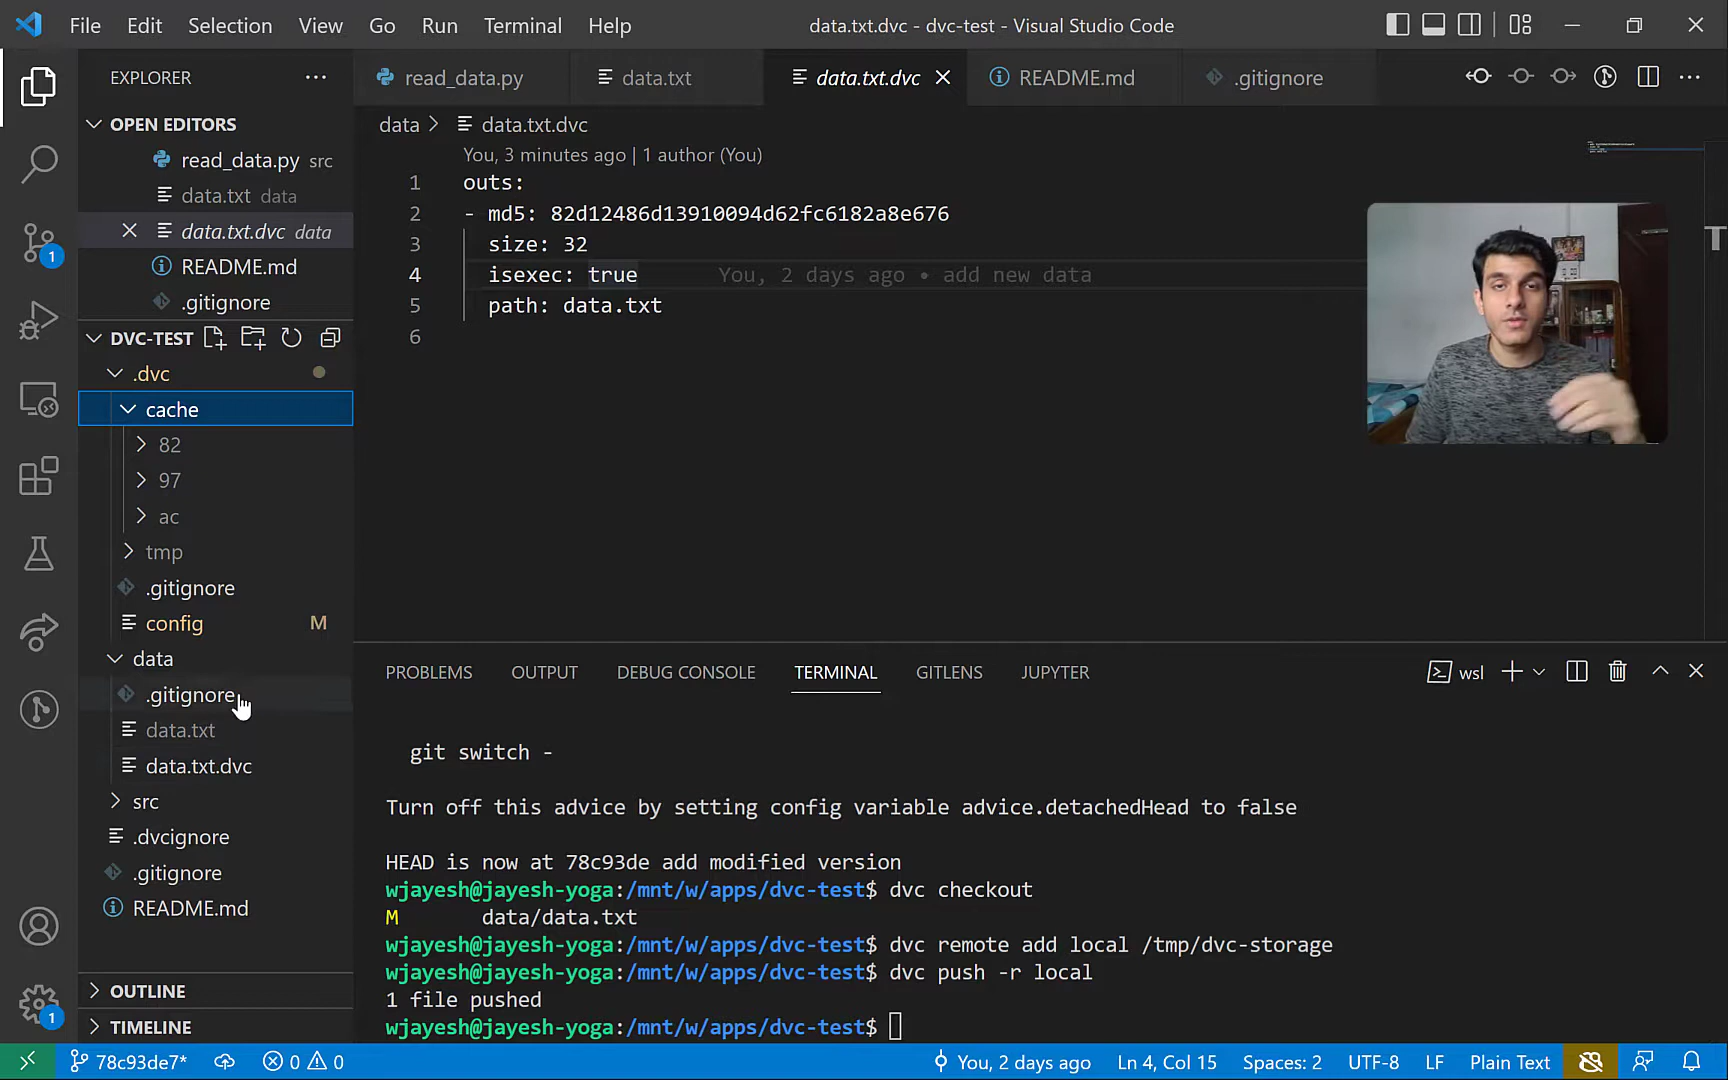 File Edit Selection View Go Run Terminal Help
data.txt.dvc - dvc-test - Visual Studio Code
EXPLORER
OPEN EDITORS
read_data.py src
data.txt data
data.txt.dvc data
README.md
.gitignore
DVC-TEST
.dvc
cache
82
97
ac
tmp
.gitignore
config M
data
.gitignore
data.txt
data.txt.dvc
src
.dvcignore
.gitignore
README.md
OUTLINE
TIMELINE
read_data.py
data.txt
data.txt.dvc
README.md
.gitignore
data > data.txt.dvc
You, 3 minutes ago | 1 author (You)
1 outs:
2 - md5: 82d12486d13910094d62fc6182a8e676
3 size: 32
4 isexec: true You, 2 days ago • add new data
5 path: data.txt
6
PROBLEMS OUTPUT DEBUG CONSOLE TERMINAL GITLENS JUPYTER
wsl
git switch -
Turn off this advice by setting config variable advice.detachedHead to false
HEAD is now at 78c93de add modified version
wjayesh@jayesh-yoga:/mnt/w/apps/dvc-test$ dvc checkout
M data/data.txt
wjayesh@jayesh-yoga:/mnt/w/apps/dvc-test$ dvc remote add local /tmp/dvc-storage
wjayesh@jayesh-yoga:/mnt/w/apps/dvc-test$ dvc push -r local
1 file pushed
wjayesh@jayesh-yoga:/mnt/w/apps/dvc-test$
1
1
78c93de7* 0 0 You, 2 days ago Ln 4, Col 15 Spaces: 2 UTF-8 LF Plain Text